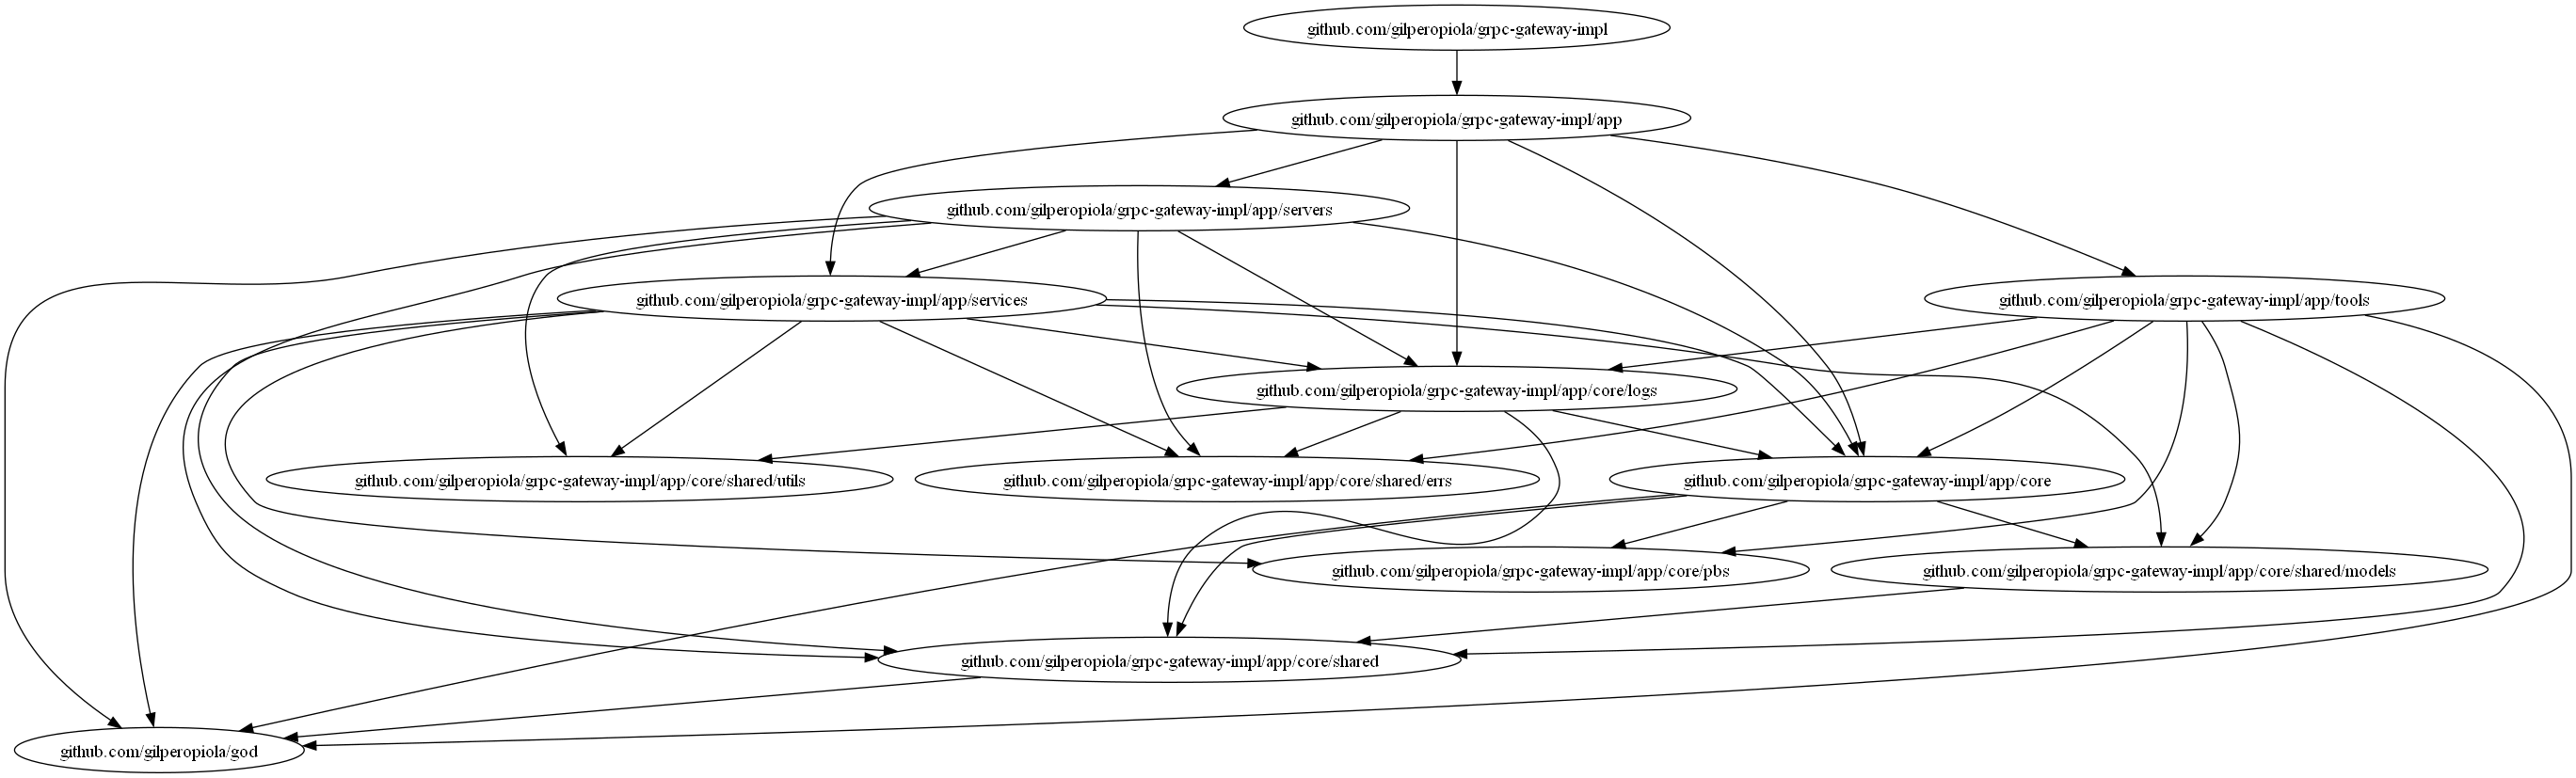 github.com/gilperopiola/grpc-gateway-impl
github.com/gilperopiola/grpc-gateway-impl/app
github.com/gilperopiola/grpc-gateway-impl/app/servers
github.com/gilperopiola/grpc-gateway-impl/app/services
github.com/gilperopiola/grpc-gateway-impl/app/tools
github.com/gilperopiola/grpc-gateway-impl/app/core/logs
github.com/gilperopiola/grpc-gateway-impl/app/core/shared/utils
github.com/gilperopiola/grpc-gateway-impl/app/core/shared/errs
github.com/gilperopiola/grpc-gateway-impl/app/core
github.com/gilperopiola/grpc-gateway-impl/app/core/pbs
github.com/gilperopiola/grpc-gateway-impl/app/core/shared/models
github.com/gilperopiola/grpc-gateway-impl/app/core/shared
github.com/gilperopiola/god